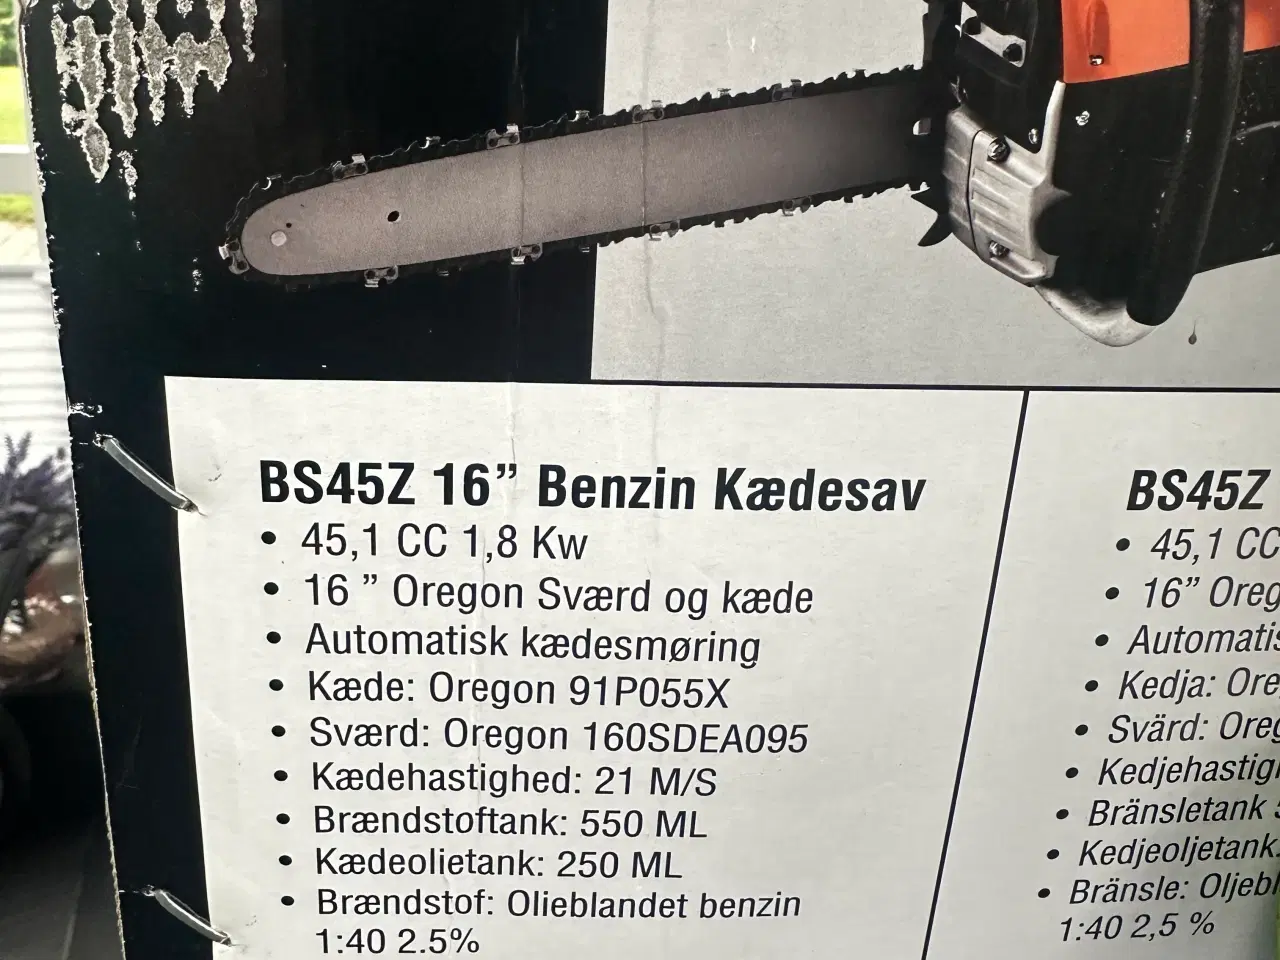 BS45Z 16” Benzin Kædesav
• 45,1 CC 1,8 Kw
• 16 ” Oregon Sværd og kæde
• Automatisk kædesmøring
• Kæde: Oregon 91P055X
• Sværd: Oregon 160SDEA095
• Kædehastighed: 21 M/S
• Brændstoftank: 550 ML
• Kædeolietank: 250 ML
• Brændstof: Olieblandet benzin
1:40 2.5%
BS45Z
• 45,1 CC
• 16” Oreg
• Automatis
• Kedja: Ore
• Svärd: Oreg
• Kedjehastigh
• Bränsletank
• Kedjeoljetank:
• Bränsle: Oljebl
1:40 2,5 %